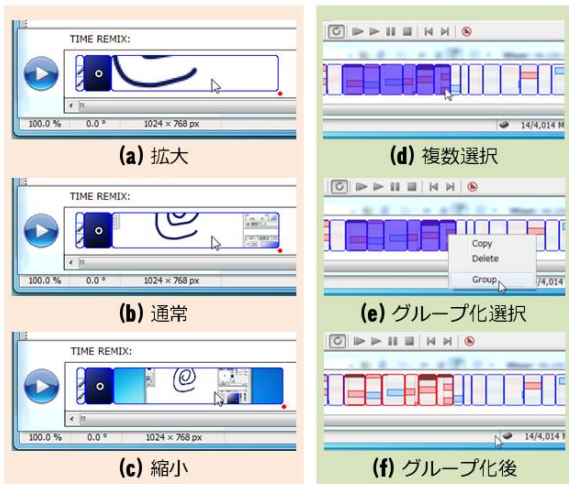 TIME REMIX:
100.0 % 0.0 ° 1024 × 768 px
(a) 拡大
TIME REMIX:
100.0 % 0.0 ° 1024 × 768 px
(b) 通常
TIME REMIX:
100.0 % 0.0 ° 1024 × 768 px
(c) 縮小
14/4,014 M
(d) 複数選択
Copy
Delete
Group
4,014
(e) グループ化選択
14/4,014 M
(f) グループ化後